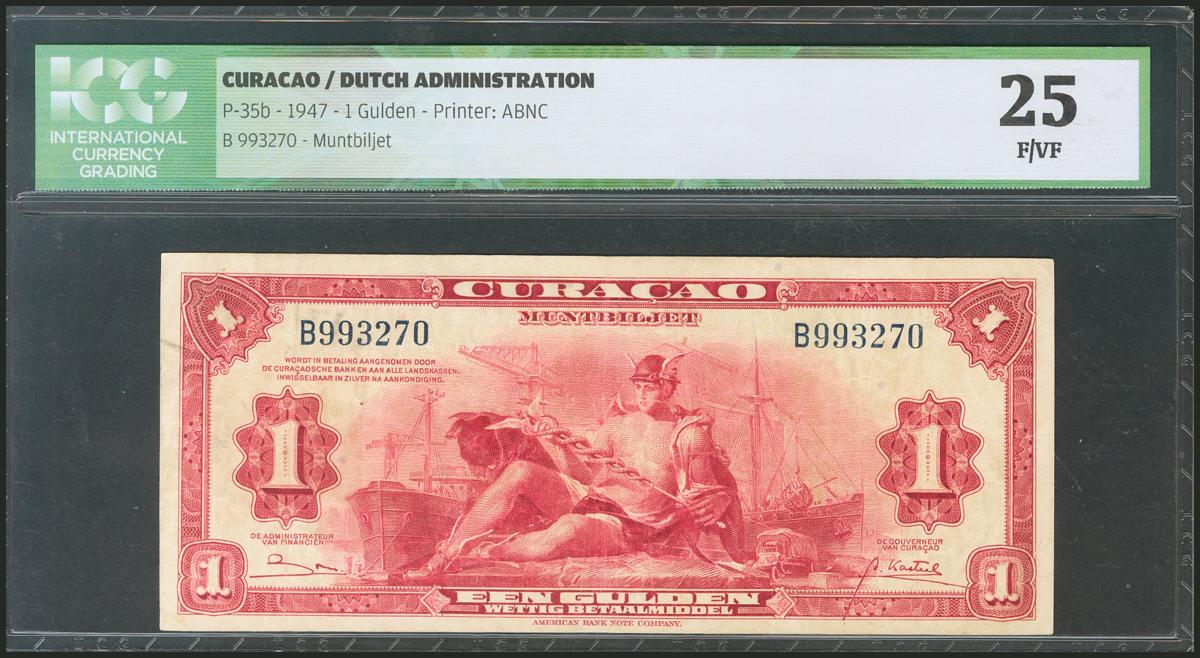 ICG
INTERNATIONAL
CURRENCY
GRADING
CURACAO / DUTCH ADMINISTRATION
P-35b - 1947 - 1 Gulden - Printer: ABNC
B 993270 - Muntbiljet
25
F/VF
1
CURAÇAO
1
MUNTBILJET
B993270
B993270
WORDT IN BETALING AANGENOMEN DOOR
DE CURAÇAOSCHE BANK EN AAN ALLE LANDSKASSEN.
INWISSELBAAR IN ZILVER NA AANKONDIGING.
1
1
DE ADMINISTRATEUR
VAN FINANCIËN
DE GOUVERNEUR
VAN CURAÇAO
1
1
EEN GULDEN
WETTIG BETAALMIDDEL
AMERICAN BANK NOTE COMPANY.